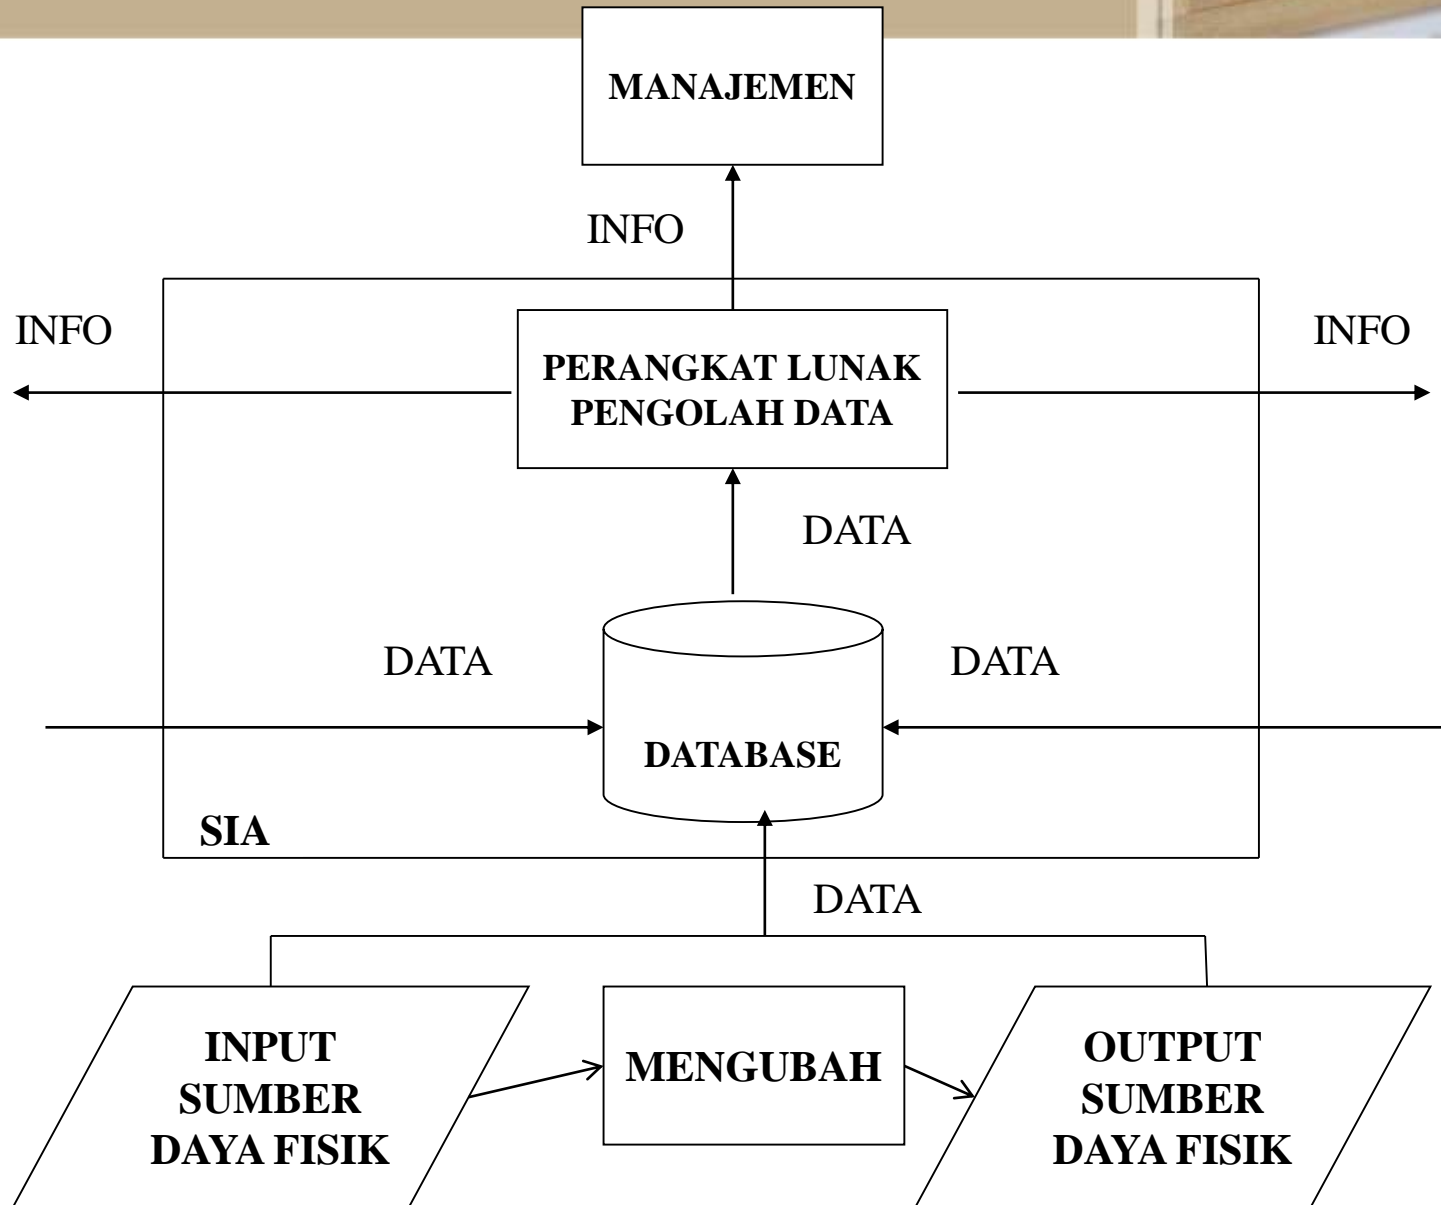 MANAJEMEN
INFO
INFO
INFO
PERANGKAT LUNAK
PENGOLAH DATA
DATA
DATA
DATA
DATABASE
SIA
DATA
INPUT
SUMBER
DAYA FISIK
MENGUBAH
OUTPUT
SUMBER
DAYA FISIK